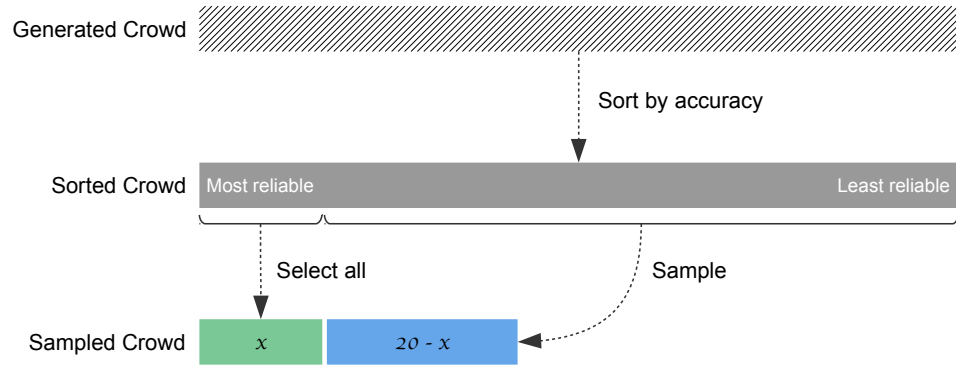 Generated Crowd
Sort by accuracy
Sorted Crowd
Most reliable
Least reliable
Select all
Sample
Sampled Crowd
x
20 - x